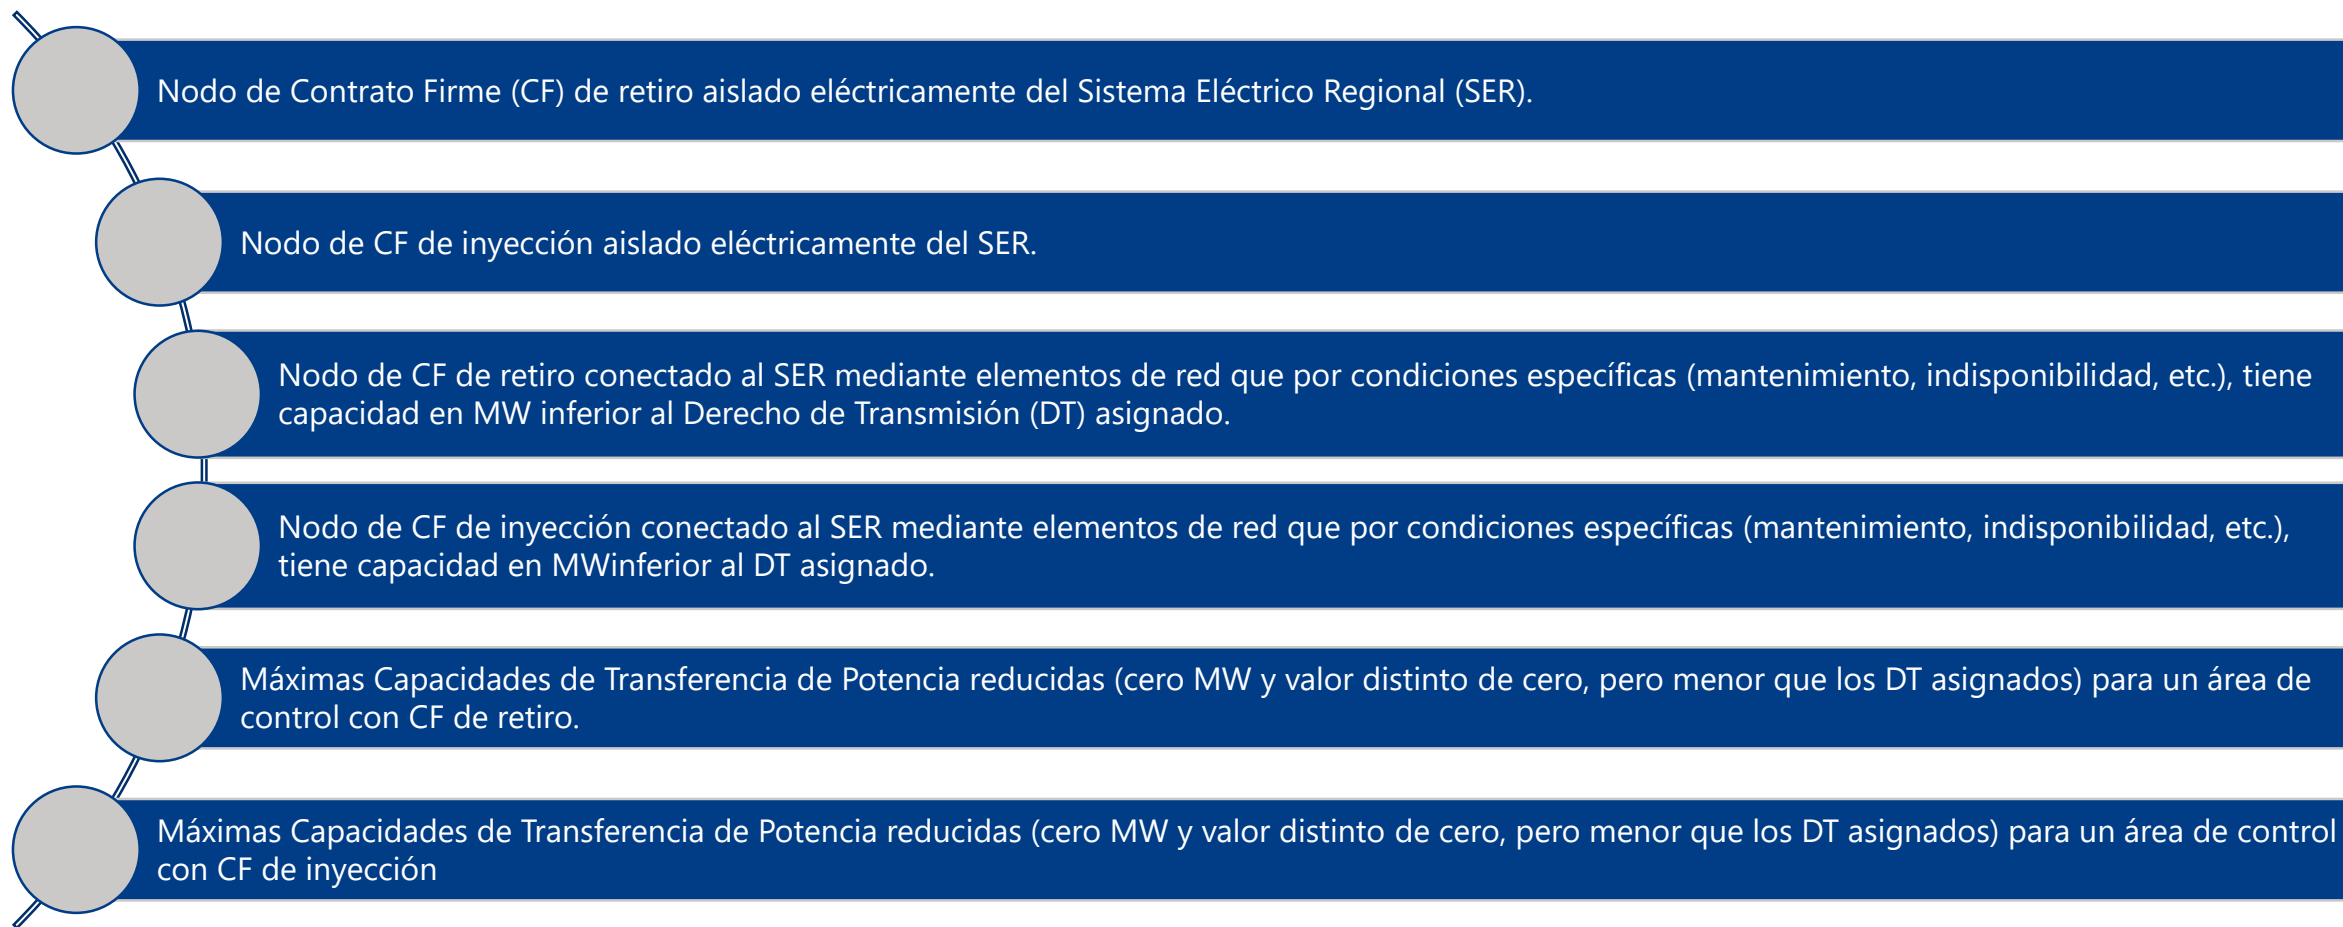 Nodo de Contrato Firme (CF) de retiro aislado eléctricamente del Sistema Eléctrico Regional (SER).
Nodo de CF de inyección aislado eléctricamente del SER.
Nodo de CF de retiro conectado al SER mediante elementos de red que por condiciones específicas (mantenimiento, indisponibilidad, etc.), tiene
capacidad en MW inferior al Derecho de Transmisión (DT) asignado.
Nodo de CF de inyección conectado al SER mediante elementos de red que por condiciones específicas (mantenimiento, indisponibilidad, etc.),
tiene capacidad en MWinferior al DT asignado.
Máximas Capacidades de Transferencia de Potencia reducidas (cero MW y valor distinto de cero, pero menor que los DT asignados) para un área de
control con CF de retiro.
Máximas Capacidades de Transferencia de Potencia reducidas (cero MW y valor distinto de cero, pero menor que los DT asignados) para un área de control
con CF de inyección